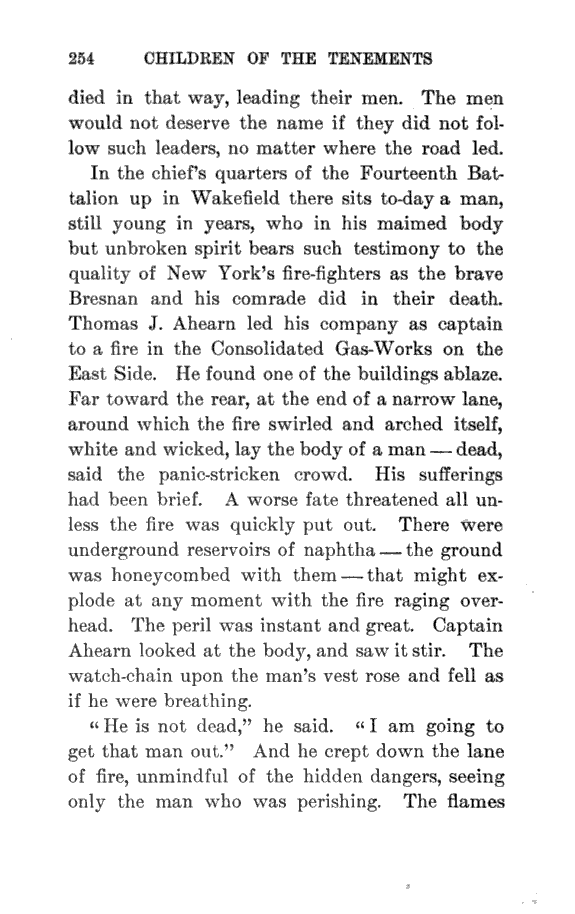 254 CHILDREN OF THE TENEMENTS
died in that way, leading their men. The men
would not deserve the name if they did not fol-
low such leaders, no matter where the road led.
In the chief's quarters of the Fourteenth Bat-
talion up in Wakefield there sits to-day a man,
still young in years, who in his maimed body
but unbroken spirit bears such testimony to the
quality of New York's fire-fighters as the brave
Bresnan and his comrade did in their death.
Thomas J. Ahearn led his company as captain
to a fire in the Consolidated Gas-Works on the
East Side. He found one of the buildings ablaze.
Far toward the rear, at the end of a narrow lane,
around which the fire swirled and arched itself,
white and wicked, lay the body of a man — dead,
said the panic-stricken crowd. His sufferings
had been brief. A worse fate threatened all un-
less the fire was quickly put out. There were
underground reservoirs of naphtha — the ground
was honeycombed with them — that might ex-
plode at any moment with the fire raging over-
head. The peril was instant and great. Captain
Ahearn looked at the body, and saw it stir. The
watch-chain upon the man's vest rose and fell as
if he were breathing.
"He is not dead," he said. "I am going to
get that man out." And he crept down the lane
of fire, unmindful of the hidden dangers, seeing
only the man who was perishing. The flames